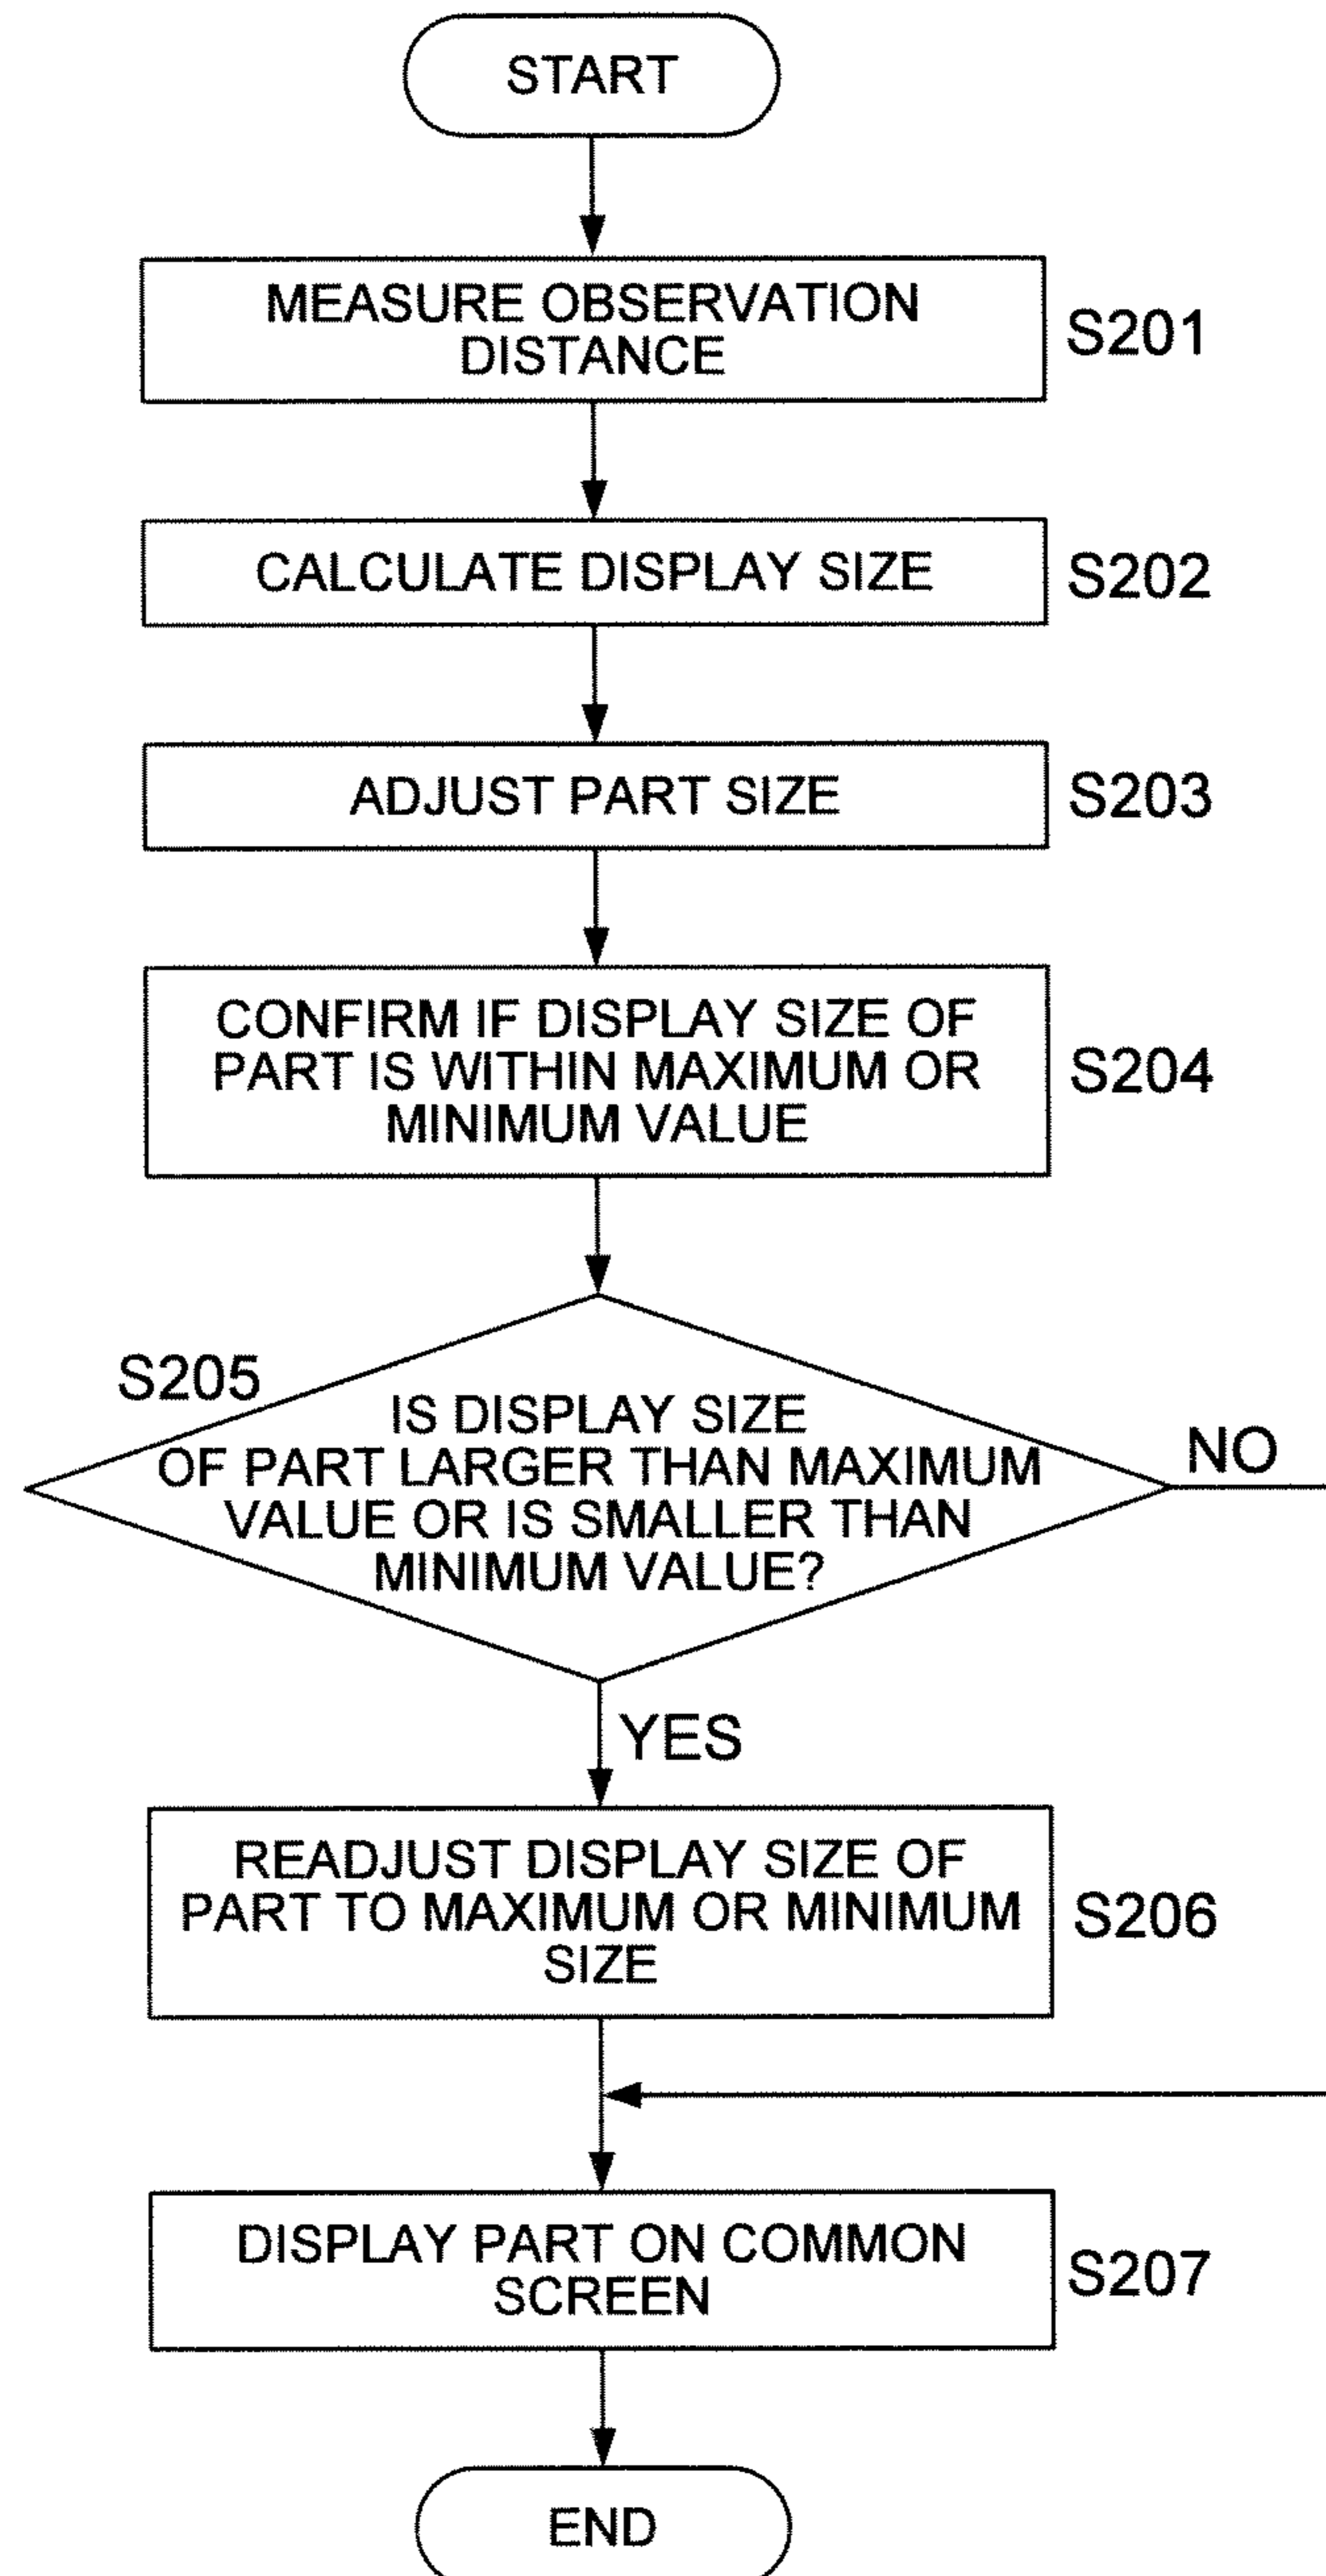 START
MEASURE OBSERVATION
DISTANCE
S201
CALCULATE DISPLAY SIZE
S202
ADJUST PART SIZE
S203
CONFIRM IF DISPLAY SIZE OF
PART IS WITHIN MAXIMUM OR
MINIMUM VALUE
S204
S205
IS DISPLAY SIZE
OF PART LARGER THAN MAXIMUM
VALUE OR IS SMALLER THAN
MINIMUM VALUE?
NO
YES
READJUST DISPLAY SIZE OF
PART TO MAXIMUM OR MINIMUM
SIZE
S206
DISPLAY PART ON COMMON
SCREEN
S207
END